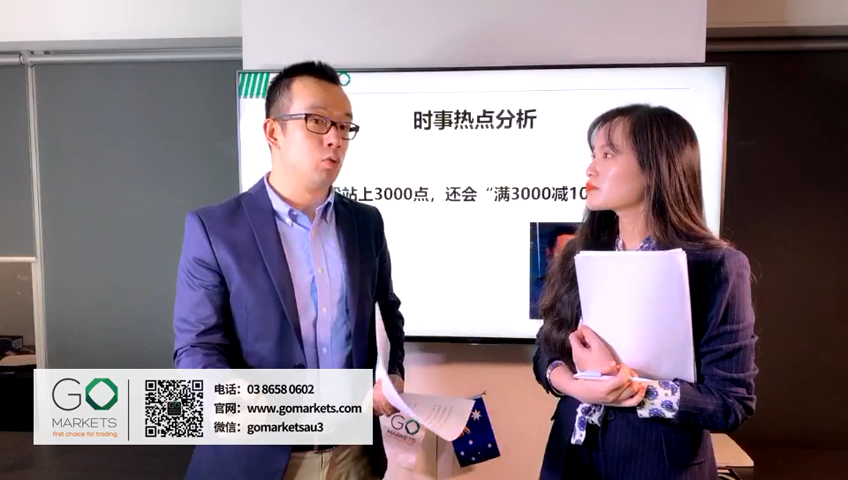 时事热点分析
站上3000点，还会“满3000减10
GO
MARKETS
first choice for trading
电话：03 8658 0602
官网：www.gomarkets.com
微信：gomarketsau3
GO
MARKETS